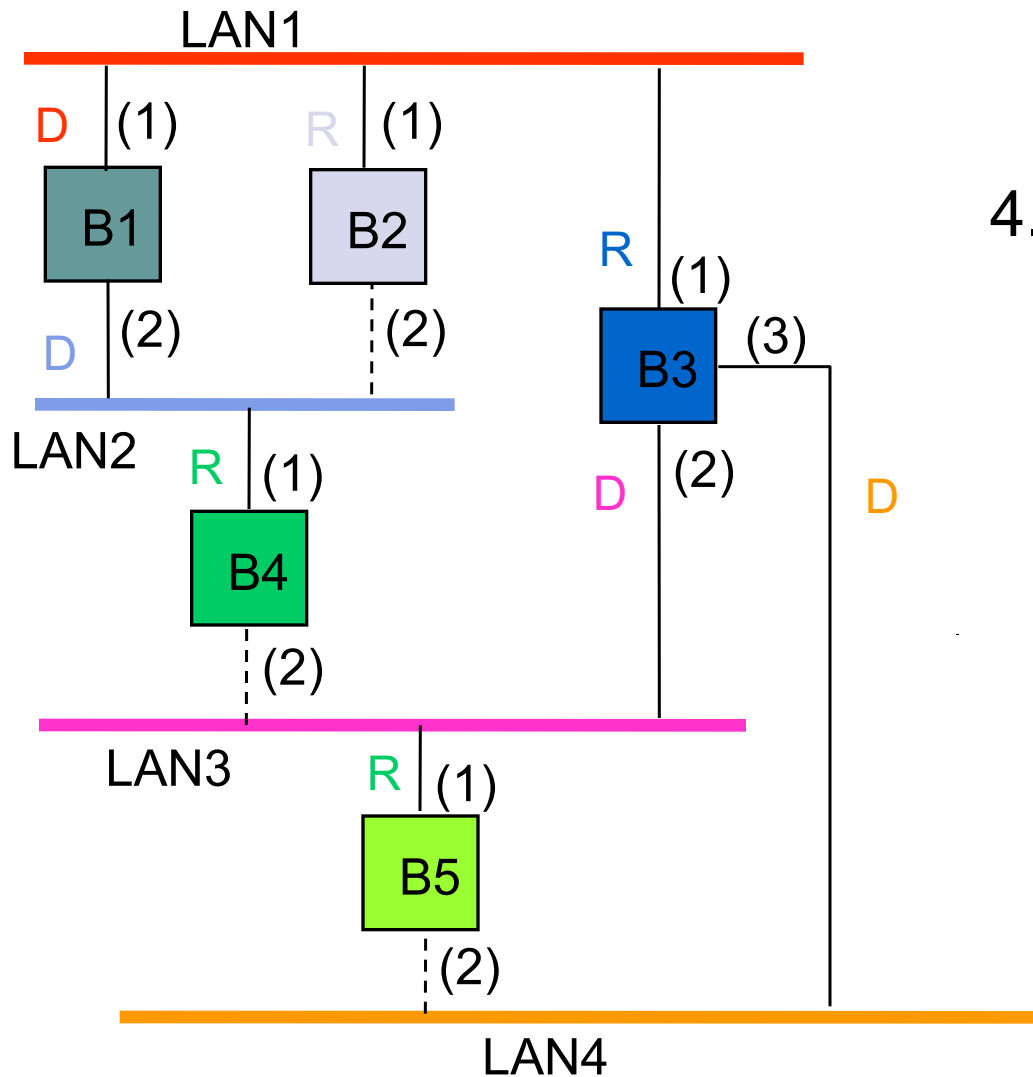 LAN1
D (1) R (1)
B1 B2
4.
R (1)
(3)
B3
D (2) (2)
LAN2
R (1)
D (2) D
B4
(2)
LAN3
R (1)
B5
(2)
LAN4